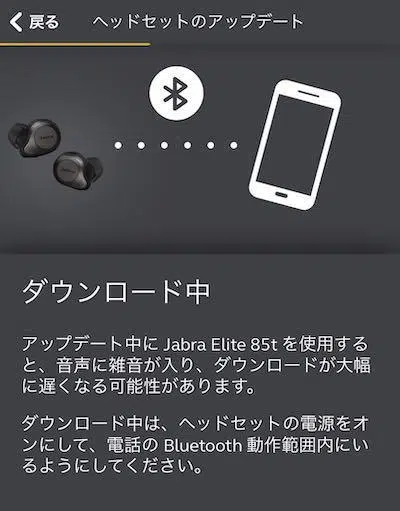 戻る ヘッドセットのアップデート
ダウンロード中
アップデート中に Jabra Elite 85t を使用する
と、音声に雑音が入り、ダウンロードが大幅
に遅くなる可能性があります。
ダウンロード中は、ヘッドセットの電源をオ
ンにして、電話の Bluetooth 動作範囲内にい
るようにしてください。